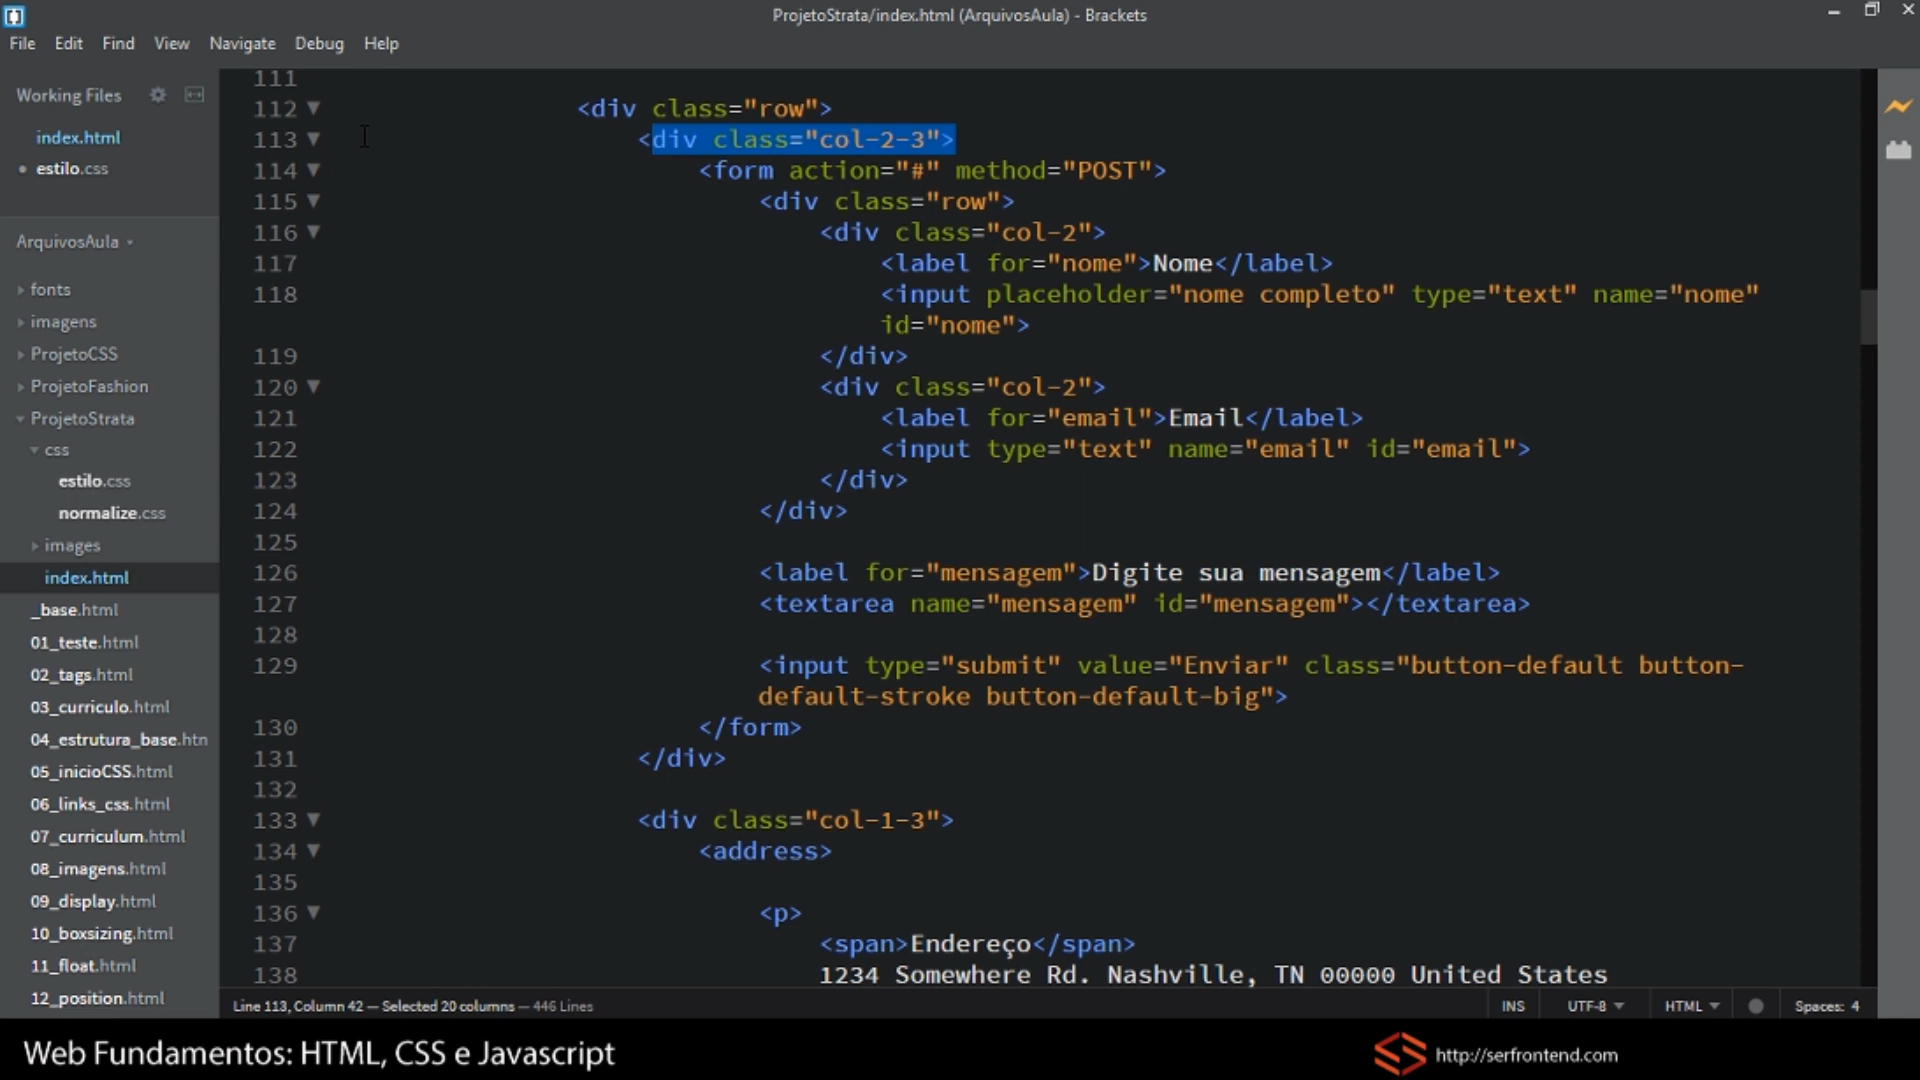 ProjetoStrata/index.html (ArquivosAula) - Brackets
File Edit Find View Navigate Debug Help
Working Files
index.html
estilo.css
ArquivosAula
fonts
imagens
ProjetoCSS
ProjetoFashion
ProjetoStrata
css
estilo.css
normalize.css
images
index.html
_base.html
01_teste.html
02_tags.html
03_curriculo.html
04_estrutura_base.htn
05_inicioCSS.html
06_links_css.html
07_curriculum.html
08_imagens.html
09_display.html
10_boxsizing.html
11_float.html
12_position.html
111
112 <div class="row">
113 <div class="col-2-3">
114 <form action="#" method="POST">
115 <div class="row">
116 <div class="col-2">
117 <label for="nome">Nome</label>
118 <input placeholder="nome completo" type="text" name="nome"
id="nome">
119 </div>
120 <div class="col-2">
121 <label for="email">Email</label>
122 <input type="text" name="email" id="email">
123 </div>
124 </div>
125
126 <label for="mensagem">Digite sua mensagem</label>
127 <textarea name="mensagem" id="mensagem"></textarea>
128
129 <input type="submit" value="Enviar" class="button-default button-
default-stroke button-default-big">
130 </form>
131 </div>
132
133 <div class="col-1-3">
134 <address>
135
136 <p>
137 <span>Endereço</span>
138 1234 Somewhere Rd. Nashville, TN 00000 United States
Line 113, Column 42 — Selected 20 columns — 446 Lines
INS UTF-8 HTML Spaces: 4
Web Fundamentos: HTML, CSS e Javascript
http://serfrontend.com